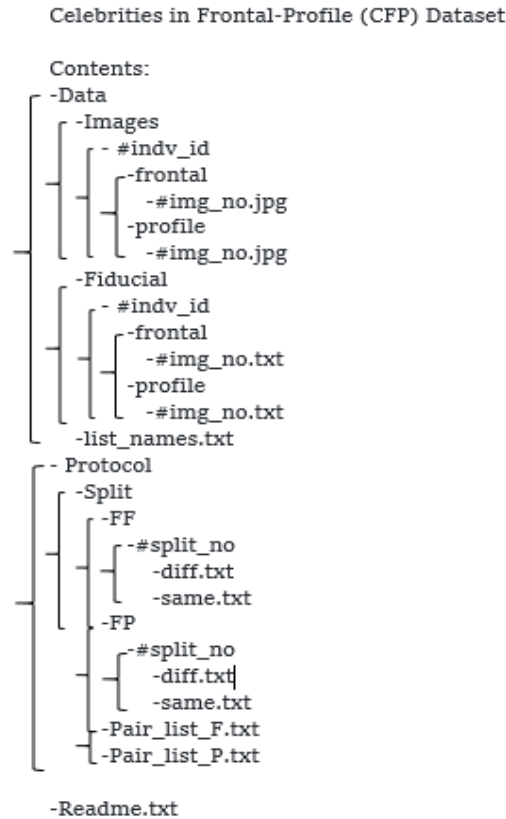 Celebrities in Frontal-Profile (CFP) Dataset
Contents:
-Data
-Images
- #indv_id
-frontal
-#img_no.jpg
-profile
-#img_no.jpg
-Fiducial
- #indv_id
-frontal
-#img_no.txt
-profile
-#img_no.txt
-list_names.txt
- Protocol
-Split
-FF
-#split_no
-diff.txt
-same.txt
-FP
-#split_no
-diff.txt
-same.txt
-Pair_list_F.txt
-Pair_list_P.txt
-Readme.txt